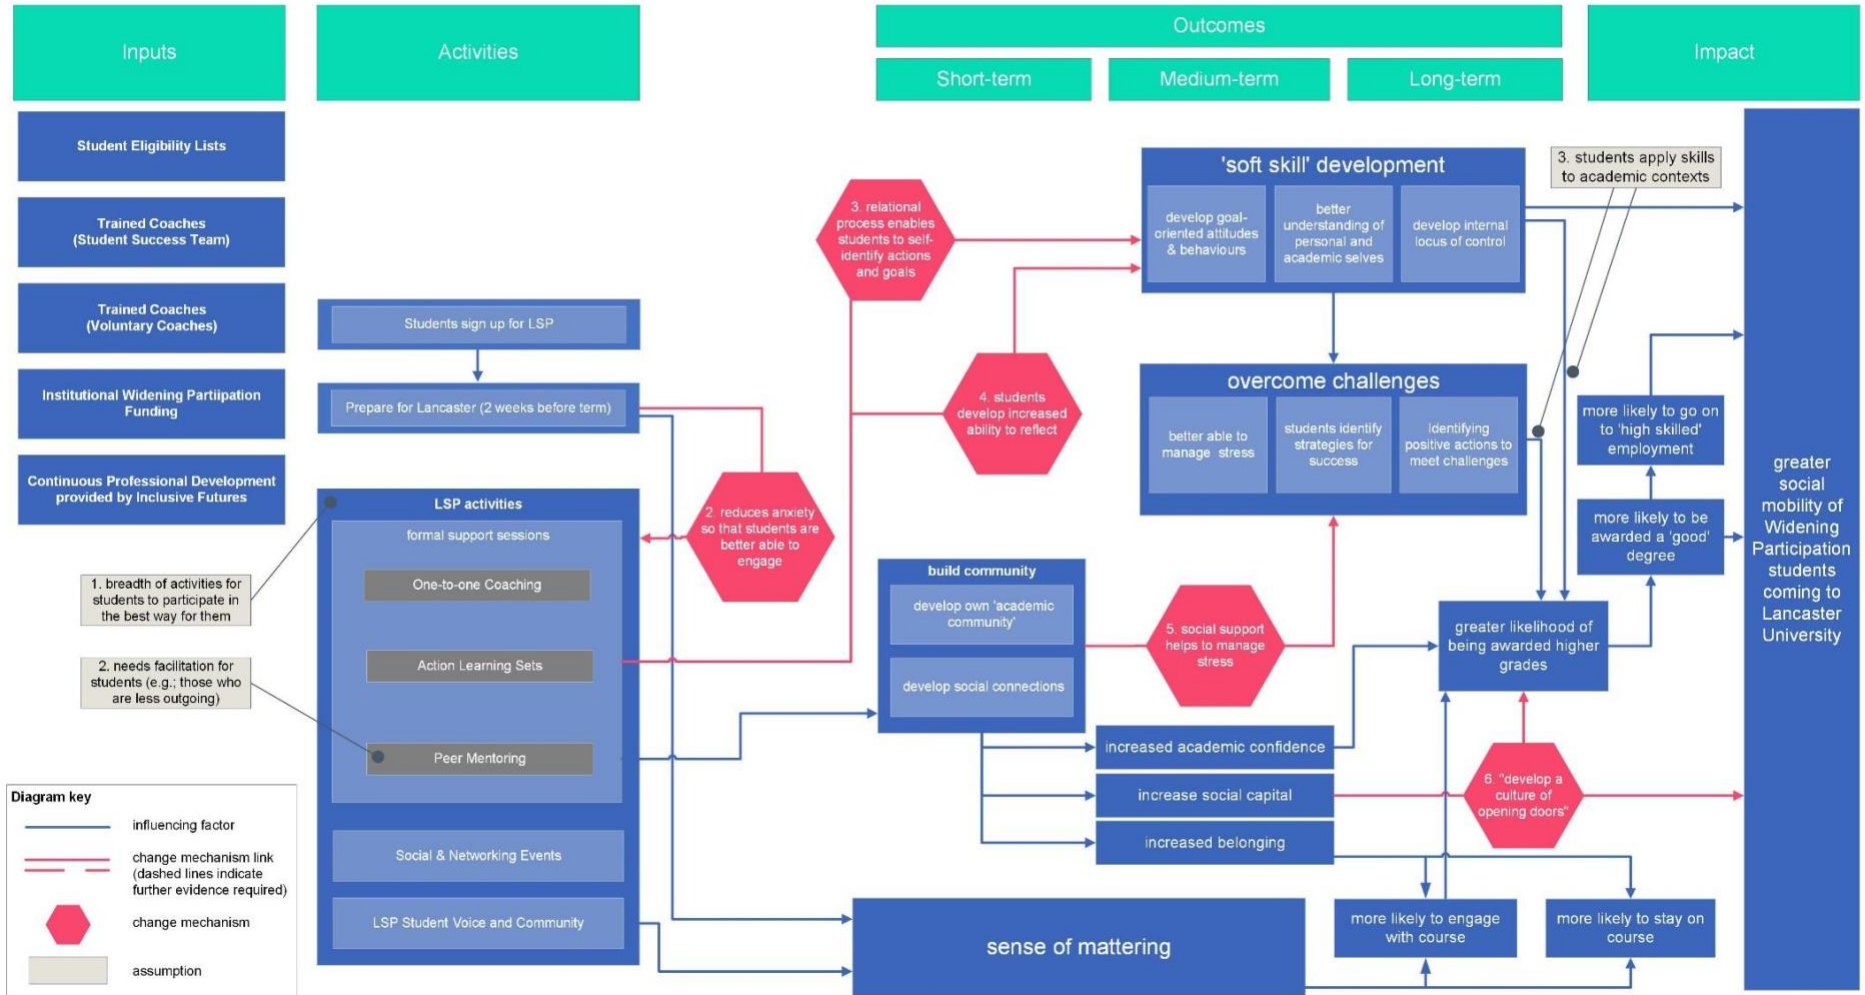 Inputs
Activities
Outcomes
Short-term
Medium-term
Long-term
Impact
Student Eligibility Lists
Trained Coaches
(Student Success Team)
Trained Coaches
(Voluntary Coaches)
Institutional Widening Partiipation
Funding
Continuous Professional Development
provided by Inclusive Futures
1. breadth of activities for
students to participate in
the best way for them
2. needs facilitation for
students (e.g.; those who
are less outgoing)
Diagram key
influencing factor
change mechanism link
(dashed lines indicate
further evidence required)
change mechanism
assumption
Students sign up for LSP
Prepare for Lancaster (2 weeks before term)
LSP activities
formal support sessions
One-to-one Coaching
Action Learning Sets
Peer Mentoring
Social & Networking Events
LSP Student Voice and Community
2. reduces anxiety
so that students are
better able to
engage
3. relational
process enables
students to self-
identify actions
and goals
4. students
develop increased
ability to reflect
'soft skill' development
develop goal-
oriented attitudes
& behaviours
better
understanding of
personal and
academic selves
develop internal
locus of control
3. students apply skills
to academic contexts
overcome challenges
better able to
manage stress
students identify
strategies for
success
Identifying
positive actions to
meet challenges
build community
develop own 'academic
community'
develop social connections
5. social support
helps to manage
stress
increased academic confidence
increase social capital
increased belonging
6. "develop a
culture of
opening doors"
sense of mattering
more likely to engage
with course
more likely to stay on
course
greater likelihood of
being awarded higher
grades
more likely to be
awarded a 'good'
degree
more likely to go on
to 'high skilled'
employment
greater
social
mobility of
Widening
Participation
students
coming to
Lancaster
University